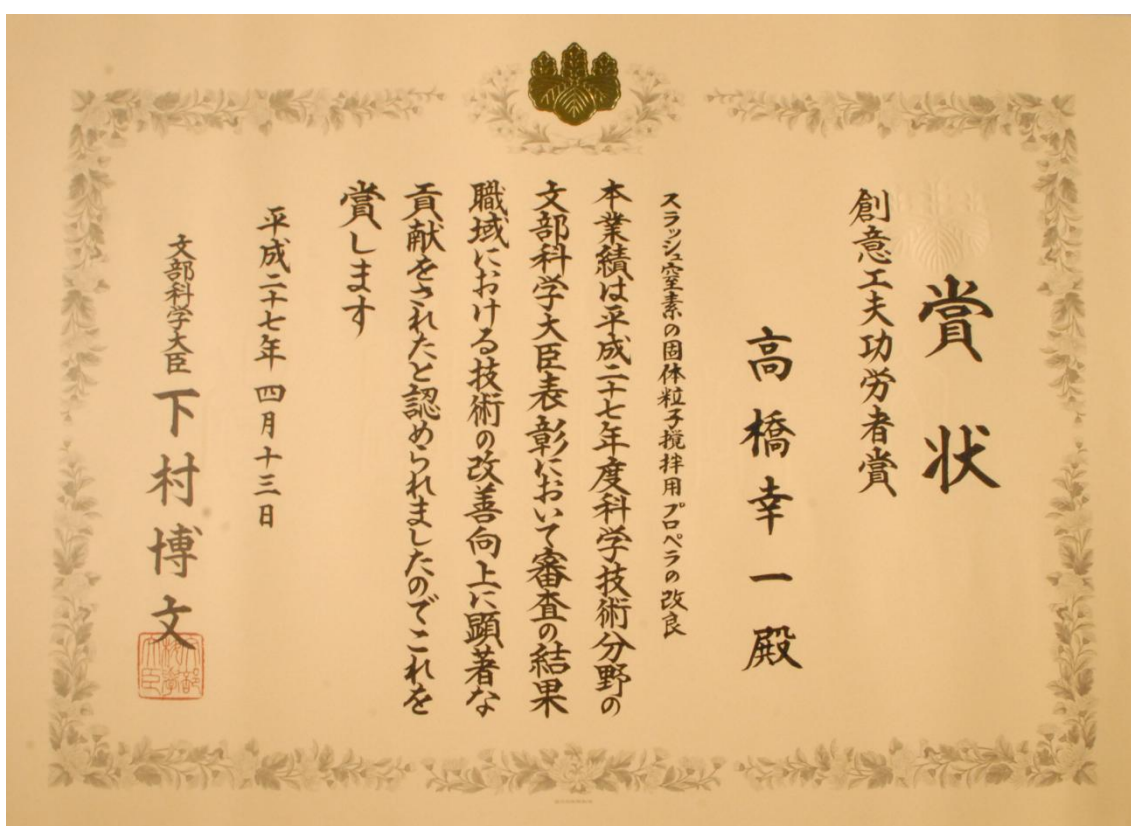 賞状
創意工夫功労者賞
高橋幸一殿
スラッシュ窒素の固体粒子撹拌用プロペラの改良
本業績は平成二十七年度科学技術分野の
文部科学大臣表彰において審査の結果
職域における技術の改善向上に顕著な
貢献をされたと認められましたのでこれを
賞します
平成二十七年四月十三日
文部科学大臣 下村博文